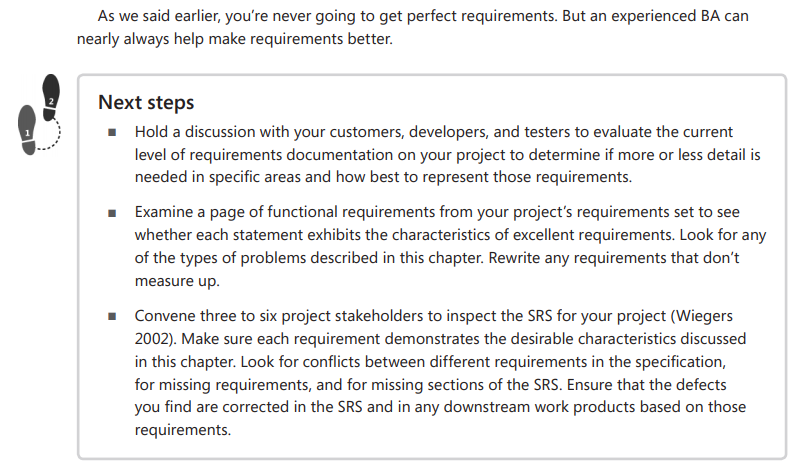 As we said earlier, you’re never going to get perfect requirements. But an experienced BA can
nearly always help make requirements better.
2
1
Next steps
■ Hold a discussion with your customers, developers, and testers to evaluate the current
level of requirements documentation on your project to determine if more or less detail is
needed in specific areas and how best to represent those requirements.
■ Examine a page of functional requirements from your project’s requirements set to see
whether each statement exhibits the characteristics of excellent requirements. Look for any
of the types of problems described in this chapter. Rewrite any requirements that don’t
measure up.
■ Convene three to six project stakeholders to inspect the SRS for your project (Wiegers
2002). Make sure each requirement demonstrates the desirable characteristics discussed
in this chapter. Look for conflicts between different requirements in the specification,
for missing requirements, and for missing sections of the SRS. Ensure that the defects
you find are corrected in the SRS and in any downstream work products based on those
requirements.